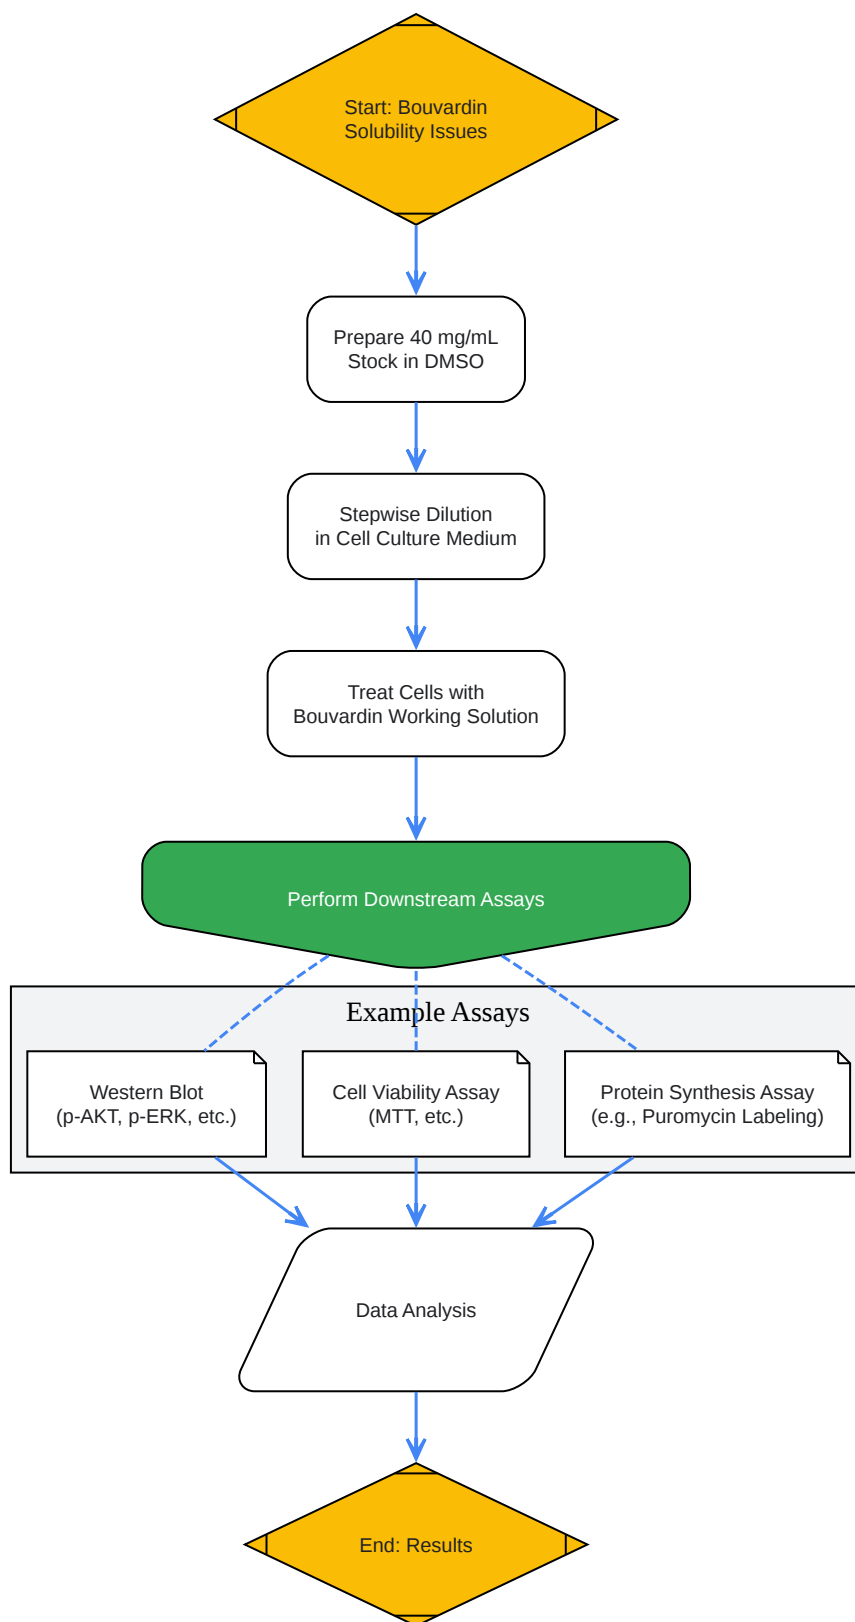 Start: Bouvardin
Solubility Issues
Prepare 40 mg/mL
Stock in DMSO
Stepwise Dilution
in Cell Culture Medium
Treat Cells with
Bouvardin Working Solution
Perform Downstream Assays
Example Assays
Western Blot
(p-AKT, p-ERK, etc.)
Cell Viability Assay
(MTT, etc.)
Protein Synthesis Assay
(e.g., Puromycin Labeling)
Data Analysis
End: Results